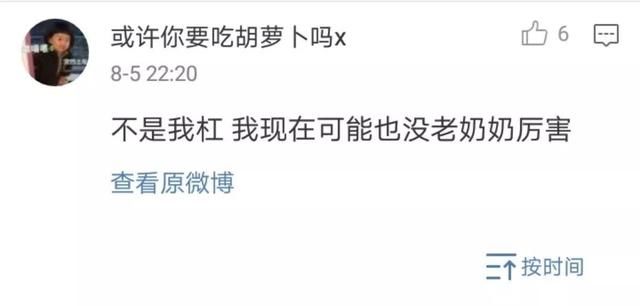 或许你要吃胡萝卜吗x
6
8-5 22:20
不是我杠 我现在可能也没老奶奶厉害
查看原微博
按时间